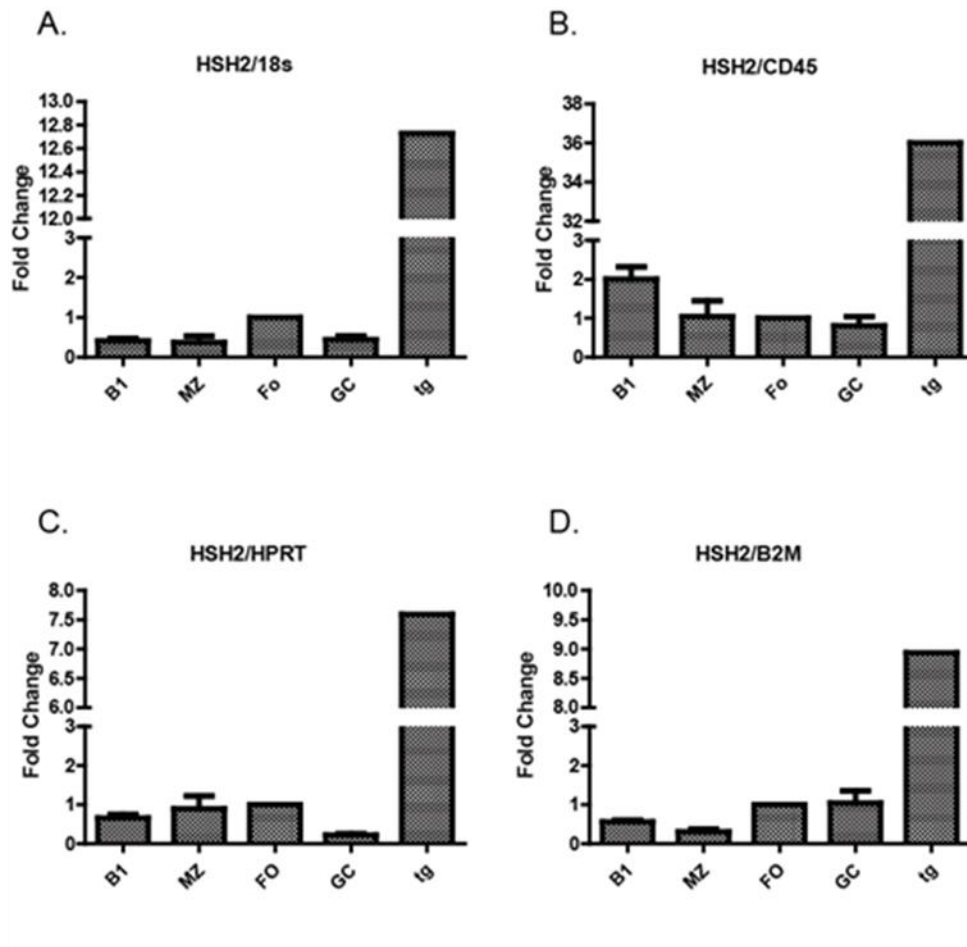 A.
HSH2/18s
Fold Change
13.0
12.8
12.6
12.4
12.2
12.0
3
2
1
0
B1
MZ
Fo
GC
tg
B.
HSH2/CD45
Fold Change
38
36
34
32
3
2
1
0
B1
MZ
Fo
GC
tg
C.
HSH2/HPRT
Fold Change
8.0
7.5
7.0
6.5
6.0
3
2
1
0
B1
MZ
FO
GC
tg
D.
HSH2/B2M
Fold Change
10.0
9.5
9.0
8.5
8.0
3
2
1
0
B1
MZ
FO
GC
tg